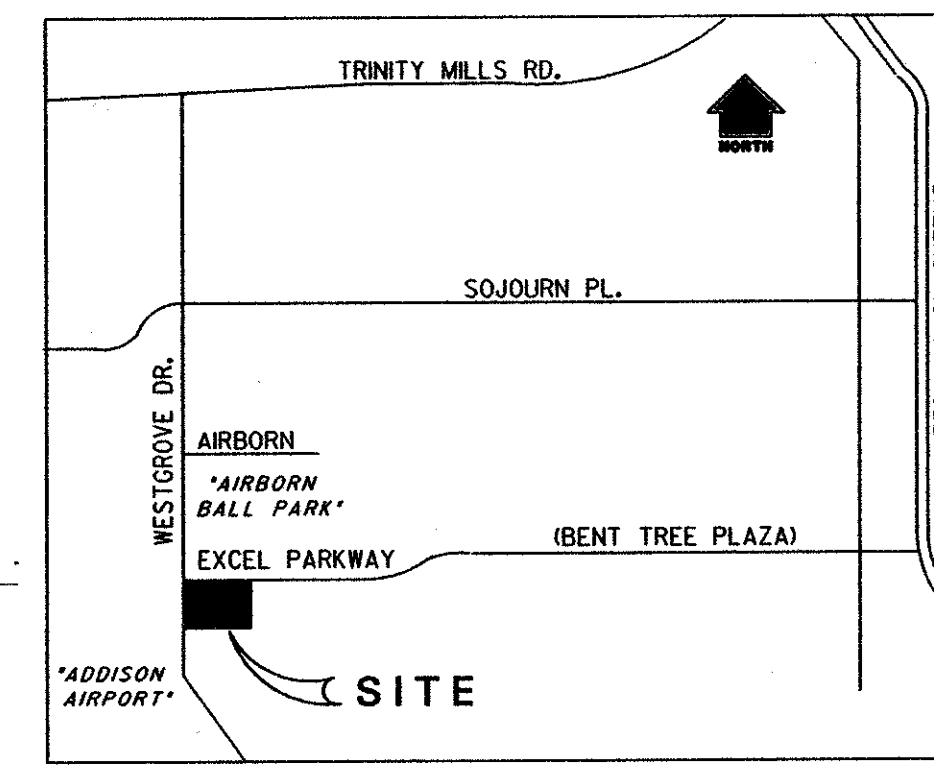 TRINITY MILLS RD.
NORTH
SOJOURN PL.
WESTGROVE DR.
AIRBORN
"AIRBORN
BALL PARK"
(BENT TREE PLAZA)
EXCEL PARKWAY
"ADDISON
AIRPORT"
SITE